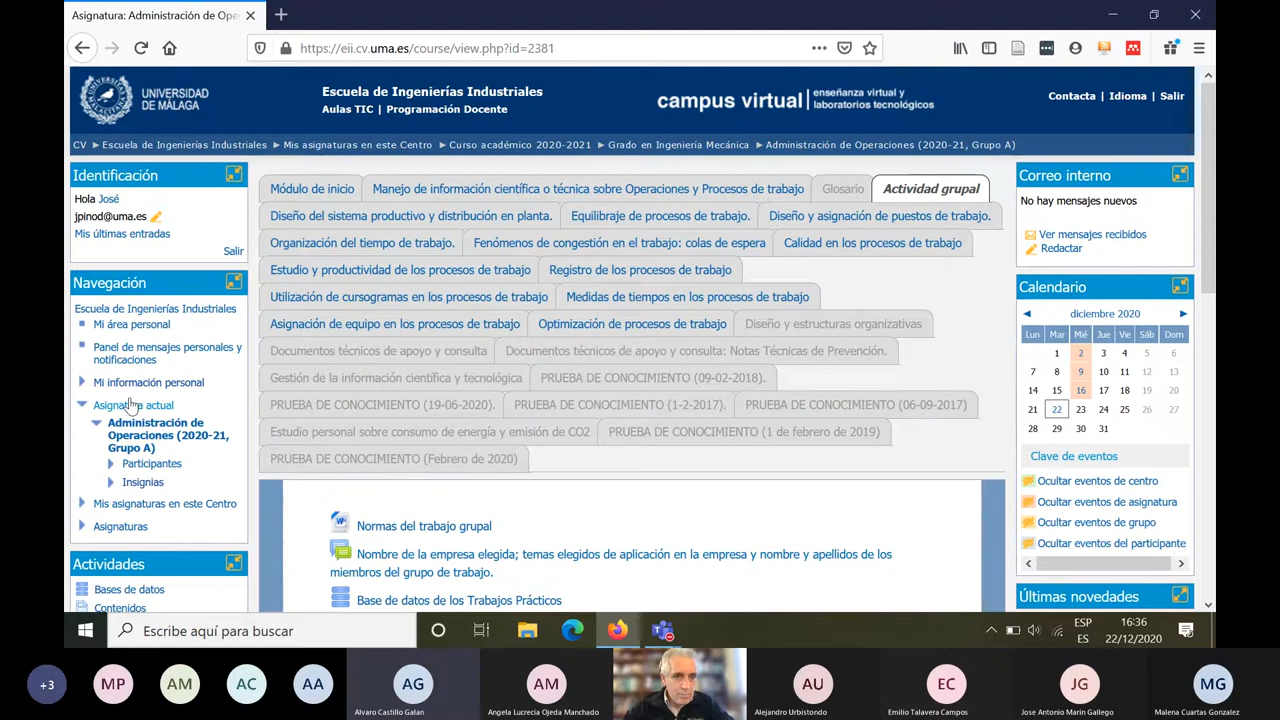 Asignatura: Administración de Ope
https://eii.cv.uma.es/course/view.php?id=2381
UNIVERSIDAD
DE MÁLAGA
Escuela de Ingenierías Industriales
Aulas TIC | Programación Docente
campus virtual
enseñanza virtual y
laboratorios tecnológicos
Contacta | Idioma | Salir
CV ► Escuela de Ingenierías Industriales ► Mis asignaturas en este Centro ► Curso académico 2020-2021 ► Grado en Ingeniería Mecánica ► Administración de Operaciones (2020-21, Grupo A)
Identificación
Hola José
jpinod@uma.es
Mis últimas entradas
Salir
Navegación
Escuela de Ingenierías Industriales
Mi área personal
Panel de mensajes personales y
notificaciones
Mi información personal
Asignatura actual
Administración de
Operaciones (2020-21,
Grupo A)
Participantes
Insignias
Mis asignaturas en este Centro
Asignaturas
Actividades
Bases de datos
Contenidos
Módulo de inicio
Manejo de información científica o técnica sobre Operaciones y Procesos de trabajo
Glosario
Actividad grupal
Diseño del sistema productivo y distribución en planta.
Equilibraje de procesos de trabajo.
Diseño y asignación de puestos de trabajo.
Organización del tiempo de trabajo.
Fenómenos de congestión en el trabajo: colas de espera
Calidad en los procesos de trabajo
Estudio y productividad de los procesos de trabajo
Registro de los procesos de trabajo
Utilización de cursogramas en los procesos de trabajo
Medidas de tiempos en los procesos de trabajo
Asignación de equipo en los procesos de trabajo
Optimización de procesos de trabajo
Diseño y estructuras organizativas
Documentos técnicos de apoyo y consulta
Documentos técnicos de apoyo y consulta: Notas Técnicas de Prevención.
Gestión de la información científica y tecnológica
PRUEBA DE CONOCIMIENTO (09-02-2018).
PRUEBA DE CONOCIMIENTO (19-06-2020).
PRUEBA DE CONOCIMIENTO (1-2-2017).
PRUEBA DE CONOCIMIENTO (06-09-2017)
Estudio personal sobre consumo de energía y emisión de CO2
PRUEBA DE CONOCIMIENTO (1 de febrero de 2019)
PRUEBA DE CONOCIMIENTO (Febrero de 2020)
Normas del trabajo grupal
Nombre de la empresa elegida; temas elegidos de aplicación en la empresa y nombre y apellidos de los
miembros del grupo de trabajo.
Base de datos de los Trabajos Prácticos
Correo interno
No hay mensajes nuevos
Ver mensajes recibidos
Redactar
Calendario
diciembre 2020
Lun Mar Mié Jue Vie Sáb Dom
1 2 3 4 5 6
7 8 9 10 11 12 13
14 15 16 17 18 19 20
21 22 23 24 25 26 27
28 29 30 31
Clave de eventos
Ocultar eventos de centro
Ocultar eventos de asignatura
Ocultar eventos de grupo
Ocultar eventos del participante
Últimas novedades
Escribe aquí para buscar
ESP
ES
16:36
22/12/2020
+3
MP
AM
AC
AA
AG
Alvaro Castillo Galan
AM
Angela Lucrecia Ojeda Manchado
AU
Alejandro Urbistondo
EC
Emilio Talavera Campos
JG
Jose Antonio Marin Gallego
MG
Malena Cuartas Gonzalez